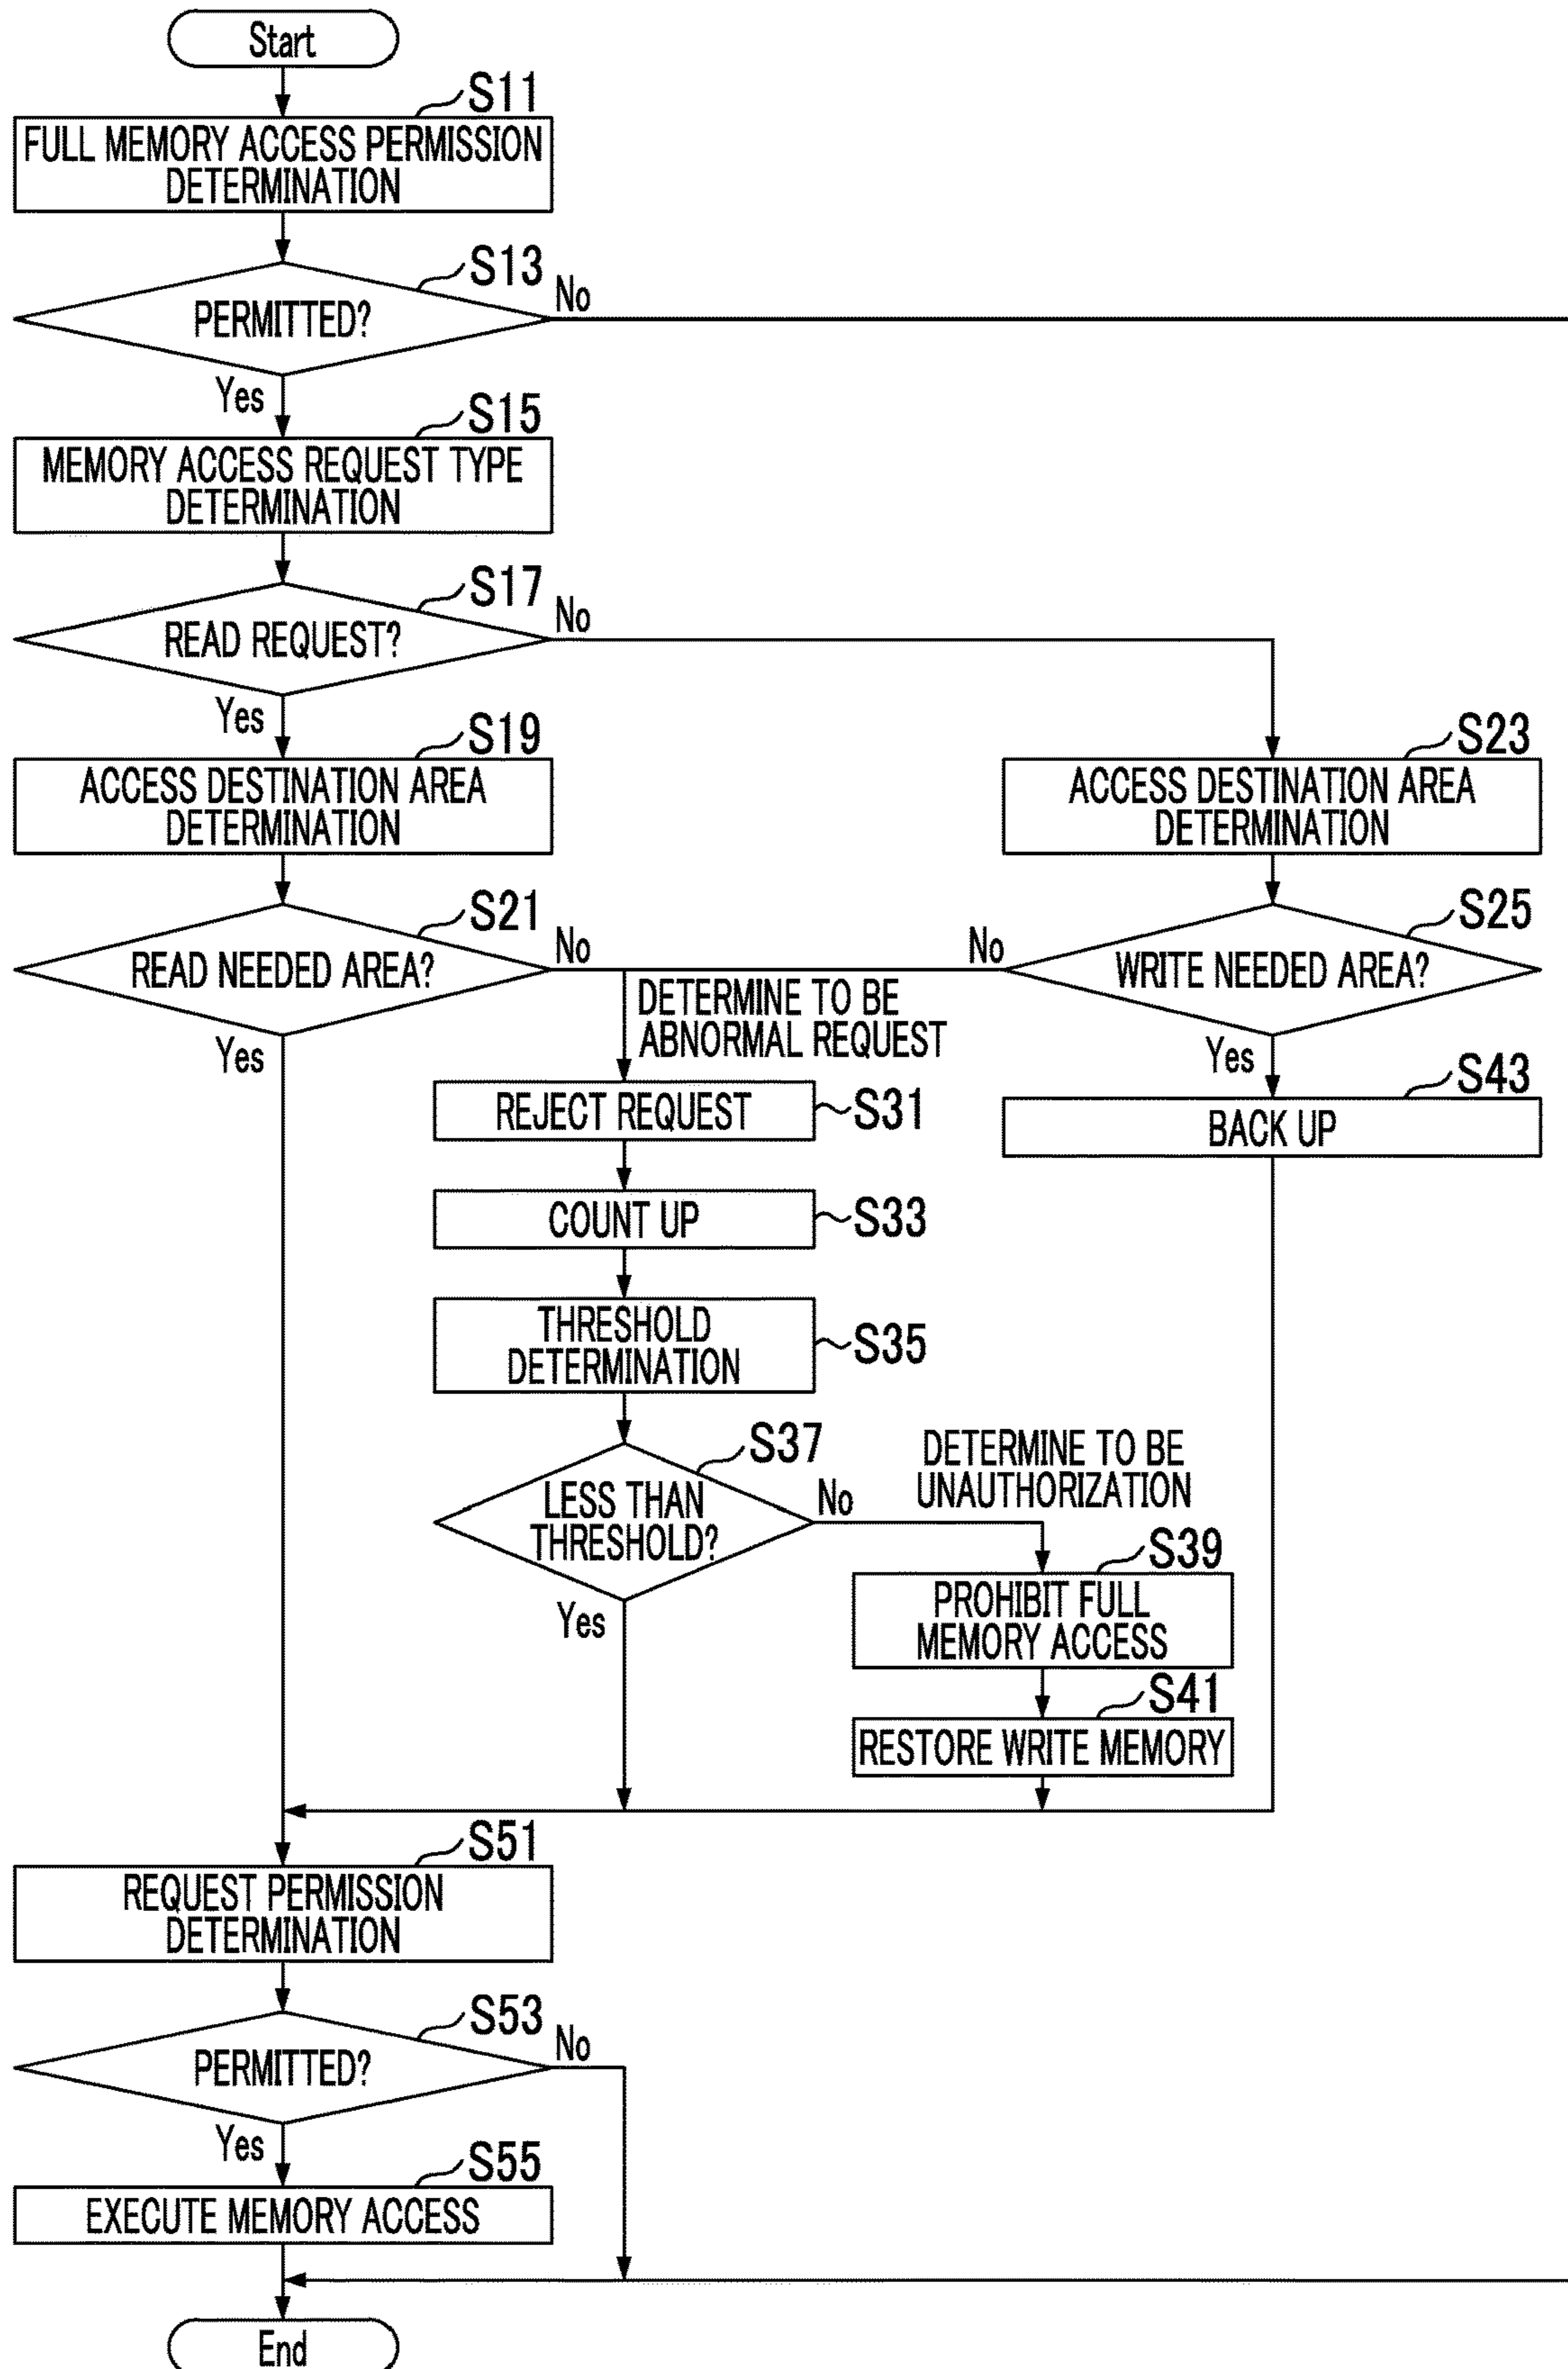 Start
S11
FULL MEMORY ACCESS PERMISSION
DETERMINATION
S13
PERMITTED?
No
Yes
S15
MEMORY ACCESS REQUEST TYPE
DETERMINATION
S17
READ REQUEST?
No
Yes
S19
ACCESS DESTINATION AREA
DETERMINATION
S23
ACCESS DESTINATION AREA
DETERMINATION
S21
READ NEEDED AREA?
No
Yes
S25
WRITE NEEDED AREA?
No
Yes
DETERMINE TO BE
ABNORMAL REQUEST
S31
REJECT REQUEST
S43
BACK UP
S33
COUNT UP
S35
THRESHOLD
DETERMINATION
S37
LESS THAN
THRESHOLD?
No
Yes
DETERMINE TO BE
UNAUTHORIZATION
S39
PROHIBIT FULL
MEMORY ACCESS
S41
RESTORE WRITE MEMORY
S51
REQUEST PERMISSION
DETERMINATION
S53
PERMITTED?
No
Yes
S55
EXECUTE MEMORY ACCESS
End